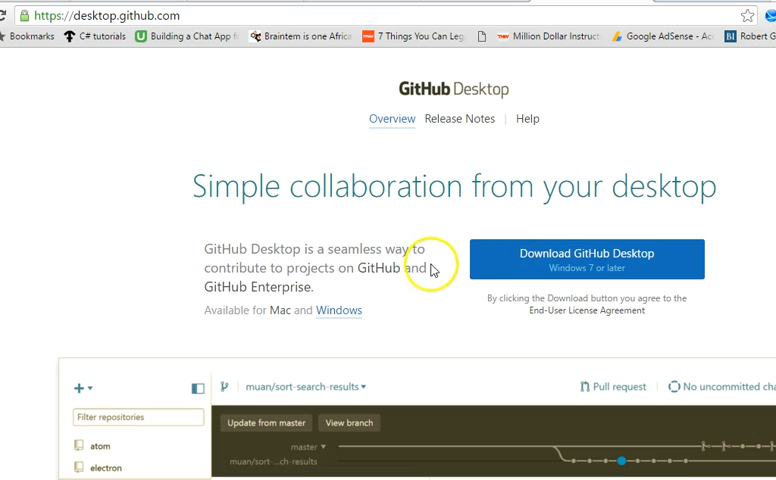 https://desktop.github.com
Bookmarks C# tutorials Building a Chat App Braintem is one Africa 7 Things You Can Million Dollar Instruct Google AdSense - Ac Robert G
GitHub Desktop
Overview Release Notes | Help
Simple collaboration from your desktop
GitHub Desktop is a seamless way to
contribute to projects on GitHub and
GitHub Enterprise.
Available for Mac and Windows
Download GitHub Desktop
Windows 7 or later
By clicking the Download button you agree to the
End-User License Agreement
muan/sort-search-results Pull request No uncommitted cha
Filter repositories
Update from master View branch
atom
master
electron
muan/sort-...ch-results